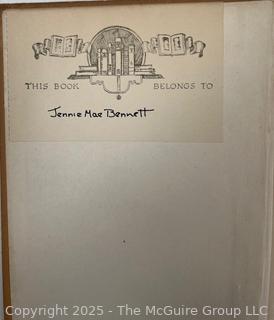 THIS BOOK BELONGS TO
Jennie Mae Bennett
Copyright 2025 - The McGuire Group LLC